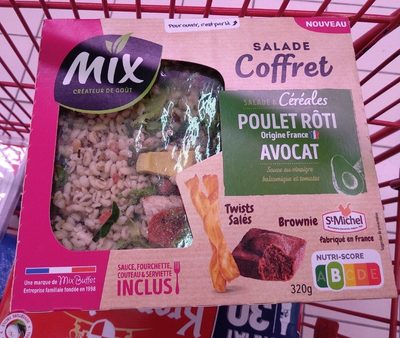 Pour ouvrir, c'est par là
NOUVEAU
MIX
CRÉATEUR DE GOÛT
SALADE
Coffret
SALADE & Céréales
POULET RÔTI
Origine France
AVOCAT
Sauce au vinaigre
balsamique et tomates
Twists
Salés
Brownie
St Michel
fabriqué en France
NUTRI-SCORE
A B C D E
320g
SAUCE, FOURCHETTE,
COUTEAU & SERVIETTE
INCLUS
Une marque de Mix Buffet
Entreprise familiale fondée en 1998
30